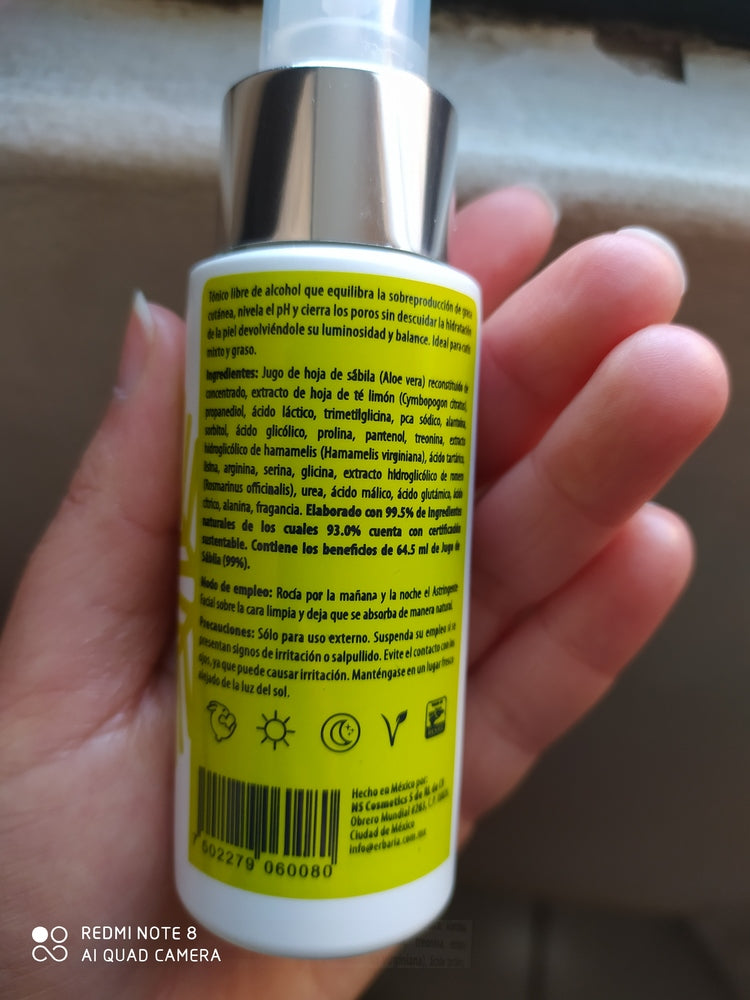 Tónico libre de alcohol que equilibra la sobreproducción de grasa
cutánea, nivela el pH y cierra los poros sin descuidar la hidratación
de la piel devolviéndole su luminosidad y balance. Ideal para cutis
mixto y graso.
Ingredientes: Jugo de hoja de sábila (Aloe vera) reconstituido de
concentrado, extracto de hoja de té limón (Cymbopogon citratus),
propanediol, ácido láctico, trimetilglicina, pca sódico, alantoína,
sorbitol, ácido glicólico, prolina, pantenol, treonina, extracto
hidroglicólico de hamamelis (Hamamelis virginiana), ácido tartárico,
lisina, arginina, serina, glicina, extracto hidroglicólico de romero
(Rosmarinus officinalis), urea, ácido málico, ácido glutámico, ácido
cítrico, alanina, fragancia. Elaborado con 99.5% de ingredientes
naturales de los cuales 93.0% cuenta con certificados
sustentable. Contiene los beneficios de 64.5 ml de Jugo de
Sábila (99%).
Modo de empleo: Rocía por la mañana y la noche el Astringente
Facial sobre la cara limpia y deja que se absorba de manera natural.
Precauciones: Sólo para uso externo. Suspenda su empleo si se
presentan signos de irritación o salpullido. Evite el contacto con los
ojos, ya que puede causar irritación. Manténgase en un lugar fresco
alejado de la luz del sol.
Hecho en México por:
NS Cosmetics S de RL de CV
Obrero Mundial #265, C.P.
Ciudad de México
info@erbaria.com.mx
7 502279 060080
REDMI NOTE 8
AI QUAD CAMERA